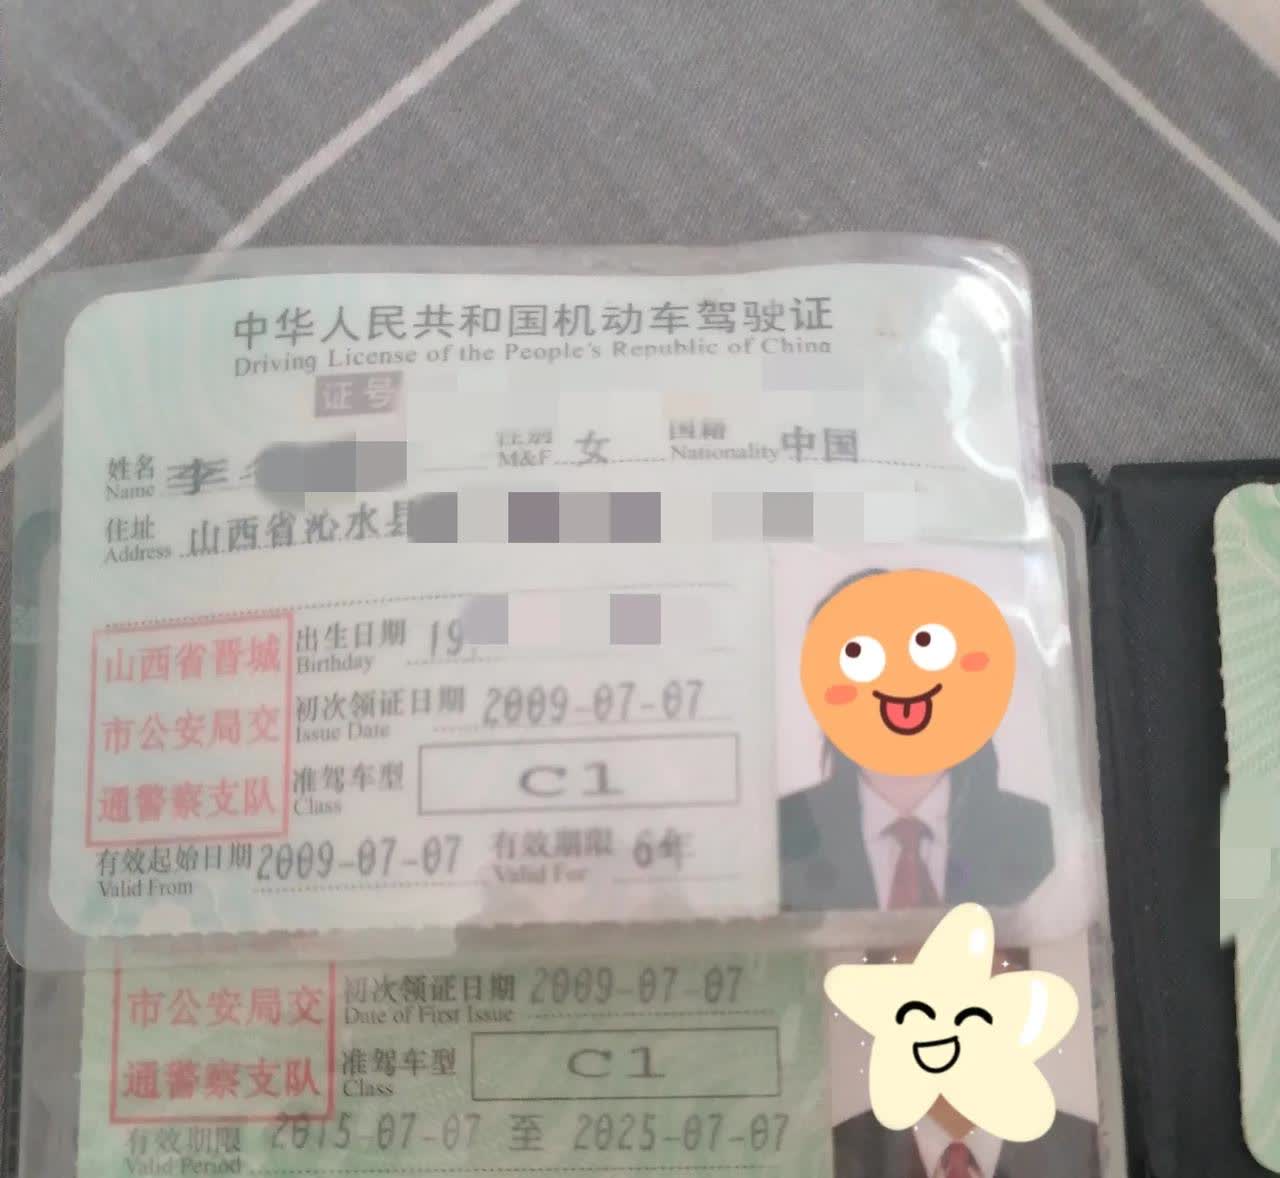 中华人民共和国机动车驾驶证
Driving License of the People's Republic of China
证号
姓名 李 性别 女 国籍 中国
Name M&F Nationality
住址 山西省沁水县
Address
山西省晋城
市公安局交
通警察支队
出生日期 19
Birthday
初次领证日期 2009-07-07
Issue Date
准驾车型 C1
Class
有效起始日期 2009-07-07 有效期限 6年
Valid From Valid For
市公安局交
通警察支队
初次领证日期 2009-07-07
Date of First Issue
准驾车型 C1
Class
有效期限 2015-07-07 至 2025-07-07
Valid Period